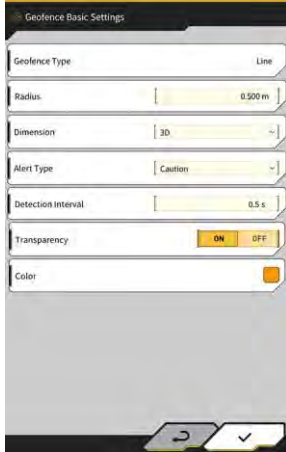 Geofence Basic Settings
Geofence Type Line
Radius 0.500 m
Dimension 3D
Alert Type Caution
Detection Interval 0.5 s
Transparency ON OFF
Color